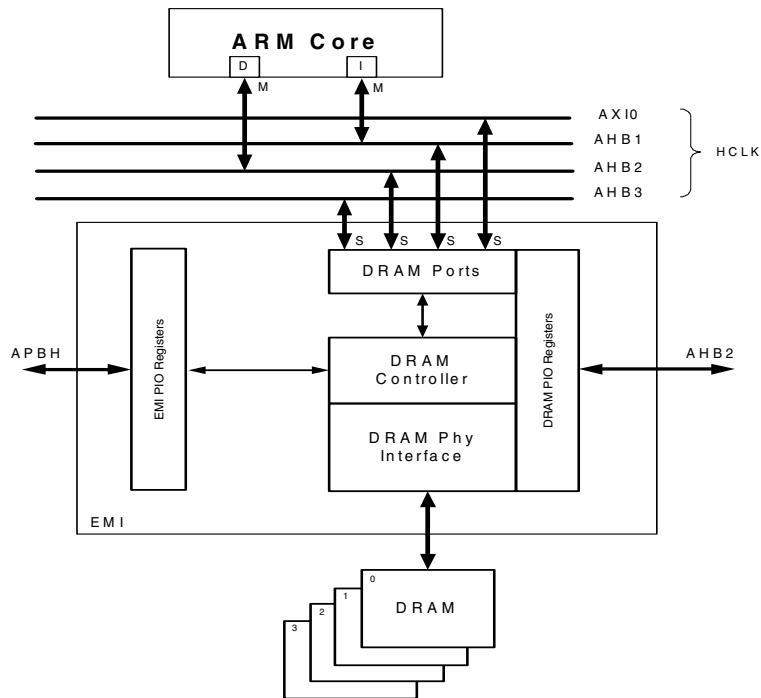 ARM Core
D
I
M
M
AXI0
AHB1
HCLK
AHB2
AHB3
S
S
S
S
DRAM Ports
EMI PIO Registers
DRAM PIO Registers
APBH
AHB2
DRAM
Controller
DRAM Phy
Interface
EMI
0
DRAM
1
2
3